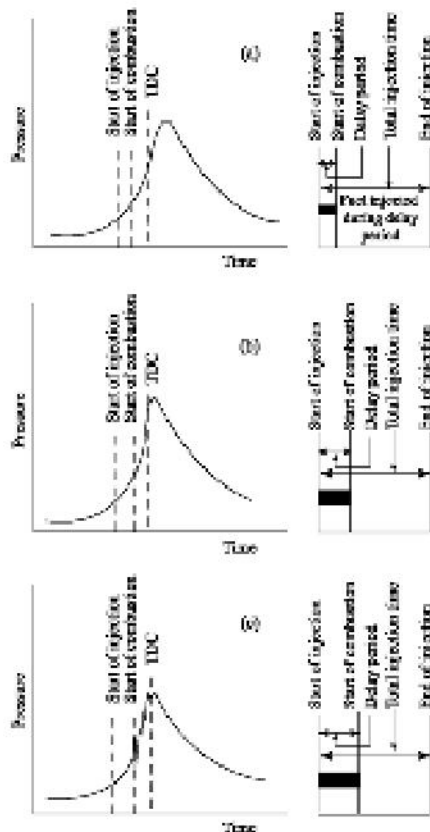 (a)
Pressure
Start of injection
Start of combustion
TDC
Time
Start of injection
Start of combustion
Delay period
Total injection time
End of injection
Fuel injected
during delay
period
(b)
Pressure
Start of injection
Start of combustion
TDC
Time
Start of injection
Start of combustion
Delay period
Total injection time
End of injection
(c)
Pressure
Start of injection
Start of combustion
TDC
Time
Start of injection
Start of combustion
Delay period
Total injection time
End of injection